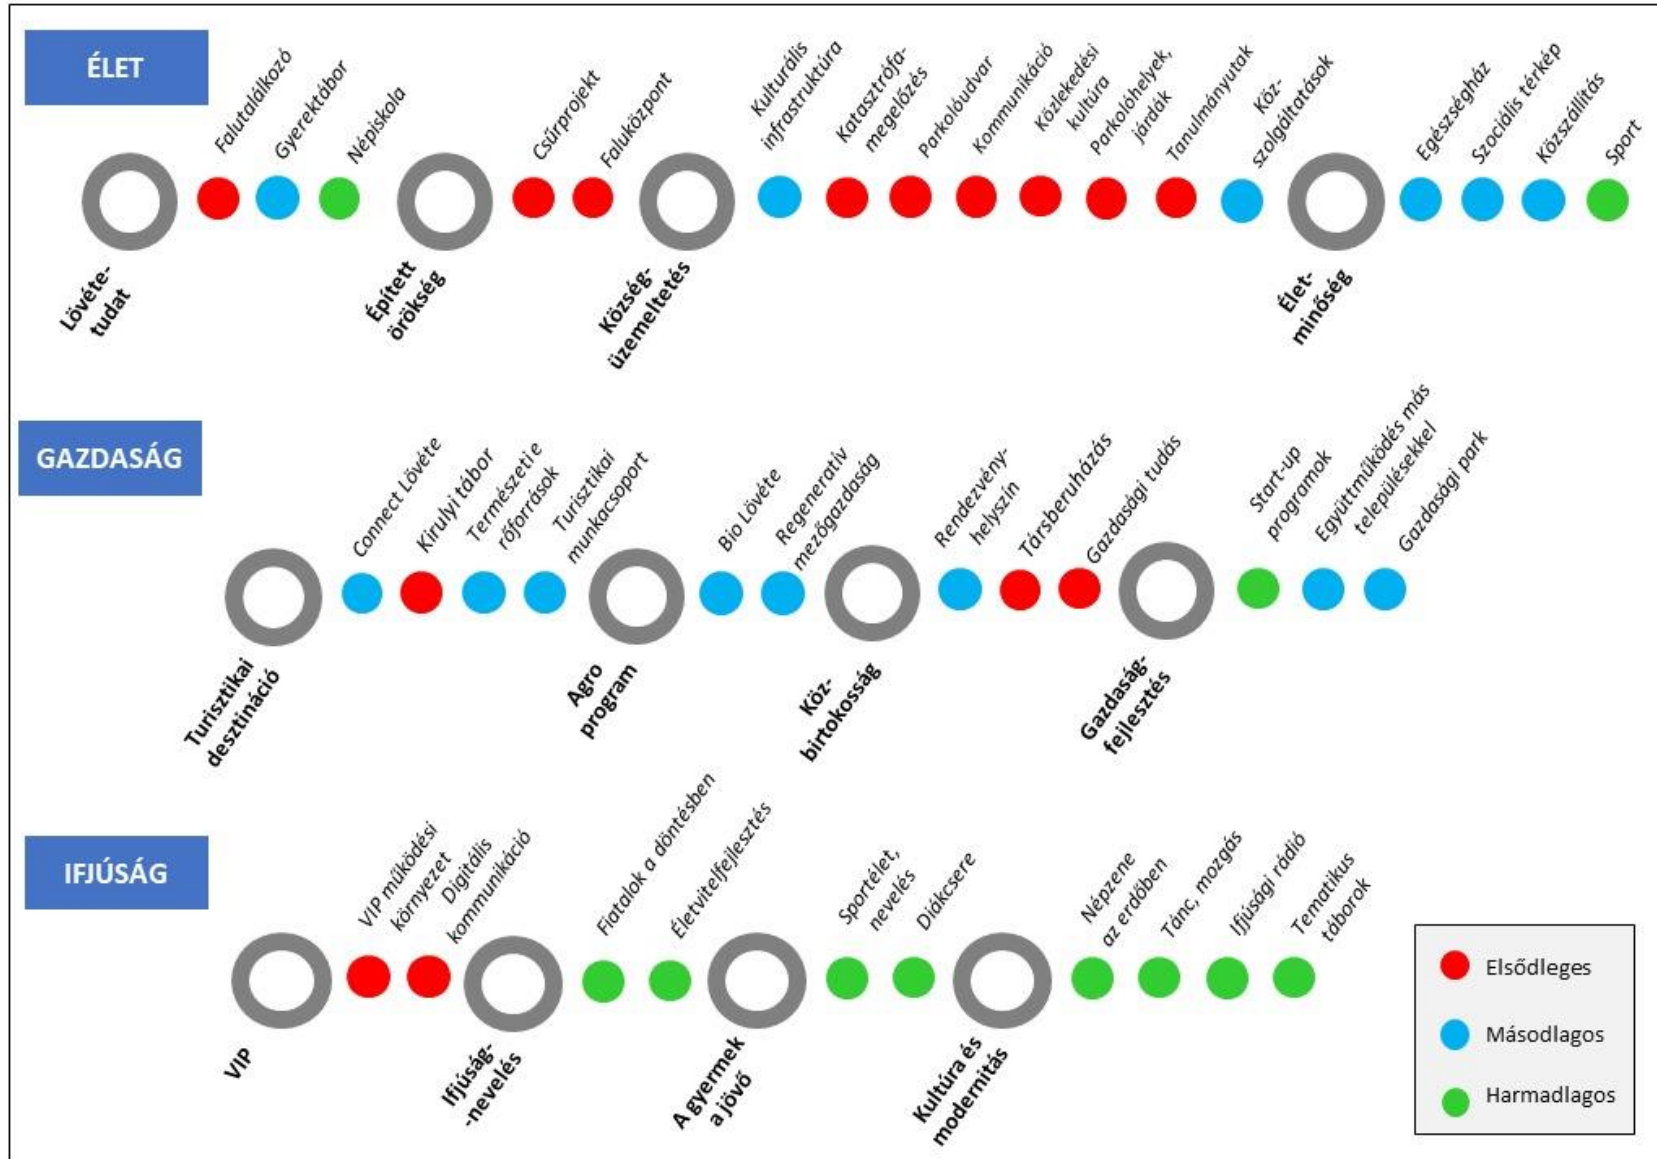 ÉLET
Falutalálkozó
Gyerektábor
Népiskola
Csűrprojekt
Faluközpont
Kulturális
infrastruktúra
Katasztrófa-
megelőzés
Parkolóudvar
Kommunikáció
Közlekedési
kultúra
Parkolóhelyek,
járdák
Tanulmányutak
Köz-
szolgáltatások
Egészségház
Szociális térkép
Közszállítás
Sport
Lövéte-
tudat
Épített
örökség
Község-
üzemeltetés
Élet-
minőség
GAZDASÁG
Connect Lövéte
Kirulyi tábor
Természeti e
rőforrások
Turisztikai
munkacsoport
Bio Lövéte
Regeneratív
mezőgazdaság
Rendezvény-
helyszín
Társberuházás
Gazdasági tudás
Start-up
programok
Együttműködés más
településekkel
Gazdasági park
Turisztikai
desztináció
Agro
program
Köz-
birtokosság
Gazdaság-
fejlesztés
IFJÚSÁG
VIP működési
környezet
Digitális
kommunikáció
Fiatalok a döntésben
Életvitelfejlesztés
Sportélet,
nevelés
Diákcsere
Népzene
az erdőben
Tánc, mozgás
Ifjúsági rádió
Tematikus
táborok
VIP
Ifjúság-
-nevelés
A gyermek
a jövő
Kultúra és
modernitás
Elsődleges
Másodlagos
Harmadlagos